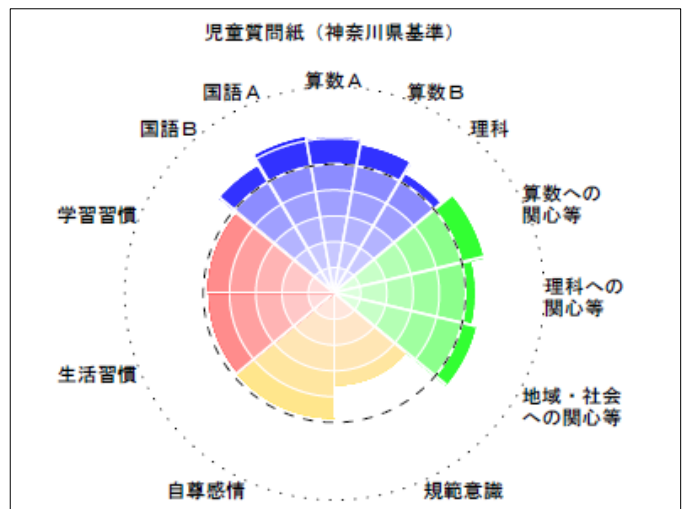 児童質問紙（神奈川県基準）
算数Ａ
国語Ａ
算数Ｂ
国語Ｂ
理科
学習習慣
算数への
関心等
理科への
関心等
生活習慣
地域・社会
への関心等
自尊感情
規範意識